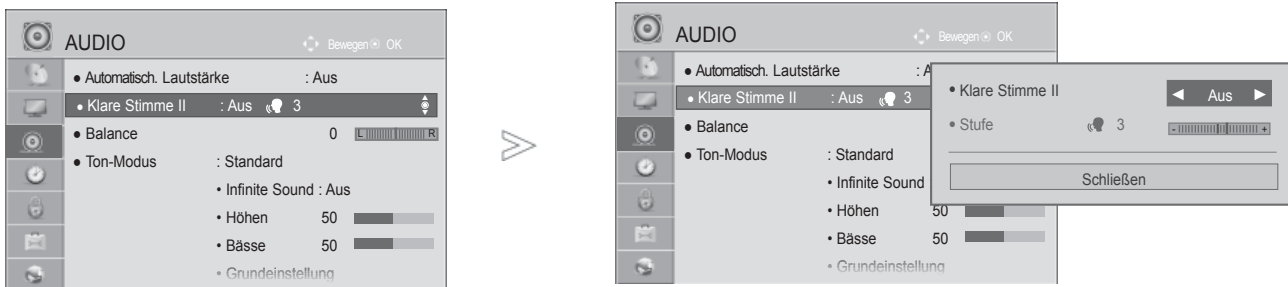 AUDIO
Bewegen OK
• Automatisch. Lautstärke : Aus
• Klare Stimme II : Aus 3
• Balance 0 L R
• Ton-Modus : Standard
• Infinite Sound : Aus
• Höhen 50
• Bässe 50
• Grundeinstellung
AUDIO
Bewegen OK
• Automatisch. Lautstärke : A
• Klare Stimme II : Aus 3
• Balance
• Ton-Modus : Standard
• Infinite Sound
• Höhen 50
• Bässe 50
• Grundeinstellung
• Klare Stimme II ◄ Aus ►
• Stufe 3 - +
Schließen